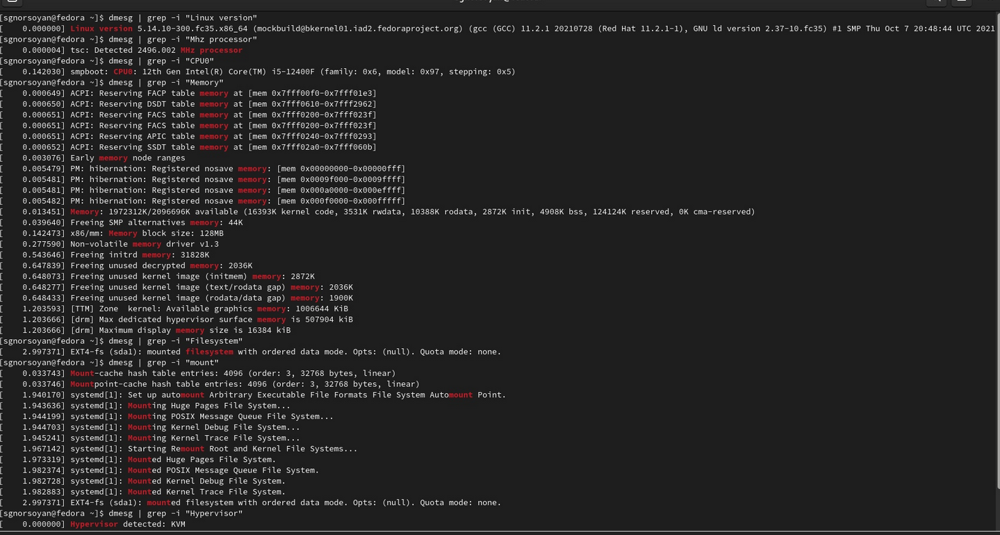 [sgnorsoyan@fedora ~]$ dmesg | grep -i "Linux version"
[    0.000000] Linux version 5.14.10-300.fc35.x86_64 (mockbuild@bkernel01.iad2.fedoraproject.org) (gcc (GCC) 11.2.1 20210728 (Red Hat 11.2.1-1), GNU ld version 2.37-10.fc35) #1 SMP Thu Oct 7 20:48:44 UTC 2021
[sgnorsoyan@fedora ~]$ dmesg | grep -i "Mhz processor"
[    0.000004] tsc: Detected 2496.002 MHz processor
[sgnorsoyan@fedora ~]$ dmesg | grep -i "CPU0"
[    0.142030] smpboot: CPU0: 12th Gen Intel(R) Core(TM) i5-12400F (family: 0x6, model: 0x97, stepping: 0x5)
[sgnorsoyan@fedora ~]$ dmesg | grep -i "Memory"
[    0.000649] ACPI: Reserving FACP table memory at [mem 0x7fff00f0-0x7fff01e3]
[    0.000650] ACPI: Reserving DSDT table memory at [mem 0x7fff0610-0x7fff2962]
[    0.000651] ACPI: Reserving FACS table memory at [mem 0x7fff0200-0x7fff023f]
[    0.000651] ACPI: Reserving FACS table memory at [mem 0x7fff0200-0x7fff023f]
[    0.000651] ACPI: Reserving APIC table memory at [mem 0x7fff0240-0x7fff0293]
[    0.000652] ACPI: Reserving SSDT table memory at [mem 0x7fff02a0-0x7fff060b]
[    0.003076] Early memory node ranges
[    0.005479] PM: hibernation: Registered nosave memory: [mem 0x00000000-0x00000fff]
[    0.005481] PM: hibernation: Registered nosave memory: [mem 0x0009f000-0x0009ffff]
[    0.005481] PM: hibernation: Registered nosave memory: [mem 0x000a0000-0x000effff]
[    0.005482] PM: hibernation: Registered nosave memory: [mem 0x000f0000-0x000fffff]
[    0.013451] Memory: 1972312K/2096696K available (16393K kernel code, 3531K rwdata, 10388K rodata, 2872K init, 4908K bss, 124124K reserved, 0K cma-reserved)
[    0.039640] Freeing SMP alternatives memory: 44K
[    0.142473] x86/mm: Memory block size: 128MB
[    0.277590] Non-volatile memory driver v1.3
[    0.543646] Freeing initrd memory: 31828K
[    0.647839] Freeing unused decrypted memory: 2036K
[    0.648073] Freeing unused kernel image (initmem) memory: 2872K
[    0.648277] Freeing unused kernel image (text/rodata gap) memory: 2036K
[    0.648433] Freeing unused kernel image (rodata/data gap) memory: 1900K
[    1.203593] [TTM] Zone  kernel: Available graphics memory: 1006644 KiB
[    1.203666] [drm] Max dedicated hypervisor surface memory is 507904 kiB
[    1.203666] [drm] Maximum display memory size is 16384 kiB
[sgnorsoyan@fedora ~]$ dmesg | grep -i "Filesystem"
[    2.997371] EXT4-fs (sda1): mounted filesystem with ordered data mode. Opts: (null). Quota mode: none.
[sgnorsoyan@fedora ~]$ dmesg | grep -i "mount"
[    0.033743] Mount-cache hash table entries: 4096 (order: 3, 32768 bytes, linear)
[    0.033746] Mountpoint-cache hash table entries: 4096 (order: 3, 32768 bytes, linear)
[    1.940170] systemd[1]: Set up automount Arbitrary Executable File Formats File System Automount Point.
[    1.943636] systemd[1]: Mounting Huge Pages File System...
[    1.944199] systemd[1]: Mounting POSIX Message Queue File System...
[    1.944703] systemd[1]: Mounting Kernel Debug File System...
[    1.945241] systemd[1]: Mounting Kernel Trace File System...
[    1.967142] systemd[1]: Starting Remount Root and Kernel File Systems...
[    1.973319] systemd[1]: Mounted Huge Pages File System.
[    1.982374] systemd[1]: Mounted POSIX Message Queue File System.
[    1.982728] systemd[1]: Mounted Kernel Debug File System.
[    1.982883] systemd[1]: Mounted Kernel Trace File System.
[    2.997371] EXT4-fs (sda1): mounted filesystem with ordered data mode. Opts: (null). Quota mode: none.
[sgnorsoyan@fedora ~]$ dmesg | grep -i "Hypervisor"
[    0.000000] Hypervisor detected: KVM